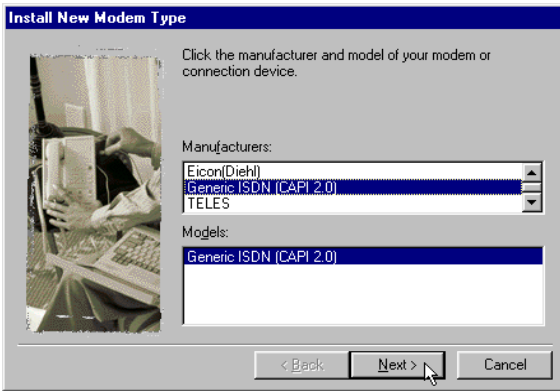 Install New Modem Type
Click the manufacturer and model of your modem or
connection device.
Manufacturers:
Eicon(Diehl)
Generic ISDN (CAPI 2.0)
TELES
Models:
Generic ISDN (CAPI 2.0)
< Back
Next >
Cancel